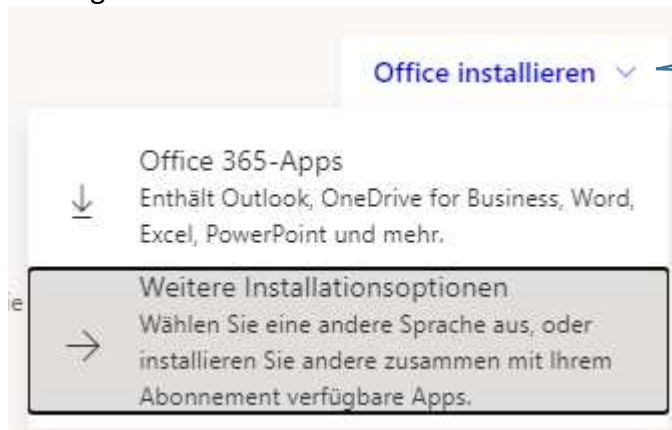 Office installieren
Office 365-Apps
Enthält Outlook, OneDrive for Business, Word,
Excel, PowerPoint und mehr.
Weitere Installationsoptionen
Wählen Sie eine andere Sprache aus, oder
installieren Sie andere zusammen mit Ihrem
Abonnement verfügbare Apps.